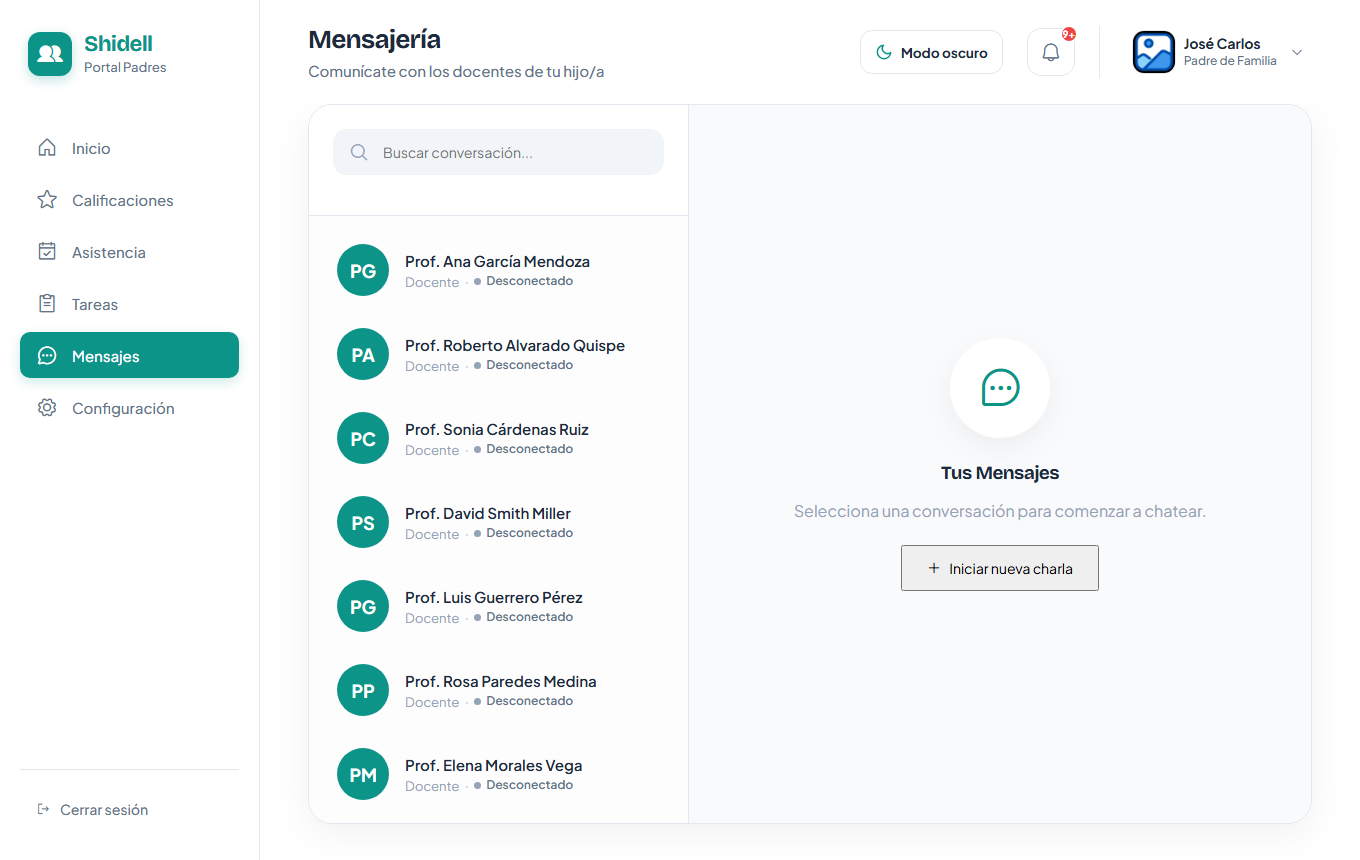 Shidell
Portal Padres
Inicio
Calificaciones
Asistencia
Tareas
Mensajes
Configuración
Cerrar sesión
Mensajería
Comunícate con los docentes de tu hijo/a
Modo oscuro
9+
José Carlos
Padre de Familia
Buscar conversación...
PG
Prof. Ana García Mendoza
Docente · Desconectado
PA
Prof. Roberto Alvarado Quispe
Docente · Desconectado
PC
Prof. Sonia Cárdenas Ruiz
Docente · Desconectado
PS
Prof. David Smith Miller
Docente · Desconectado
PG
Prof. Luis Guerrero Pérez
Docente · Desconectado
PP
Prof. Rosa Paredes Medina
Docente · Desconectado
PM
Prof. Elena Morales Vega
Docente · Desconectado
Tus Mensajes
Selecciona una conversación para comenzar a chatear.
+ Iniciar nueva charla